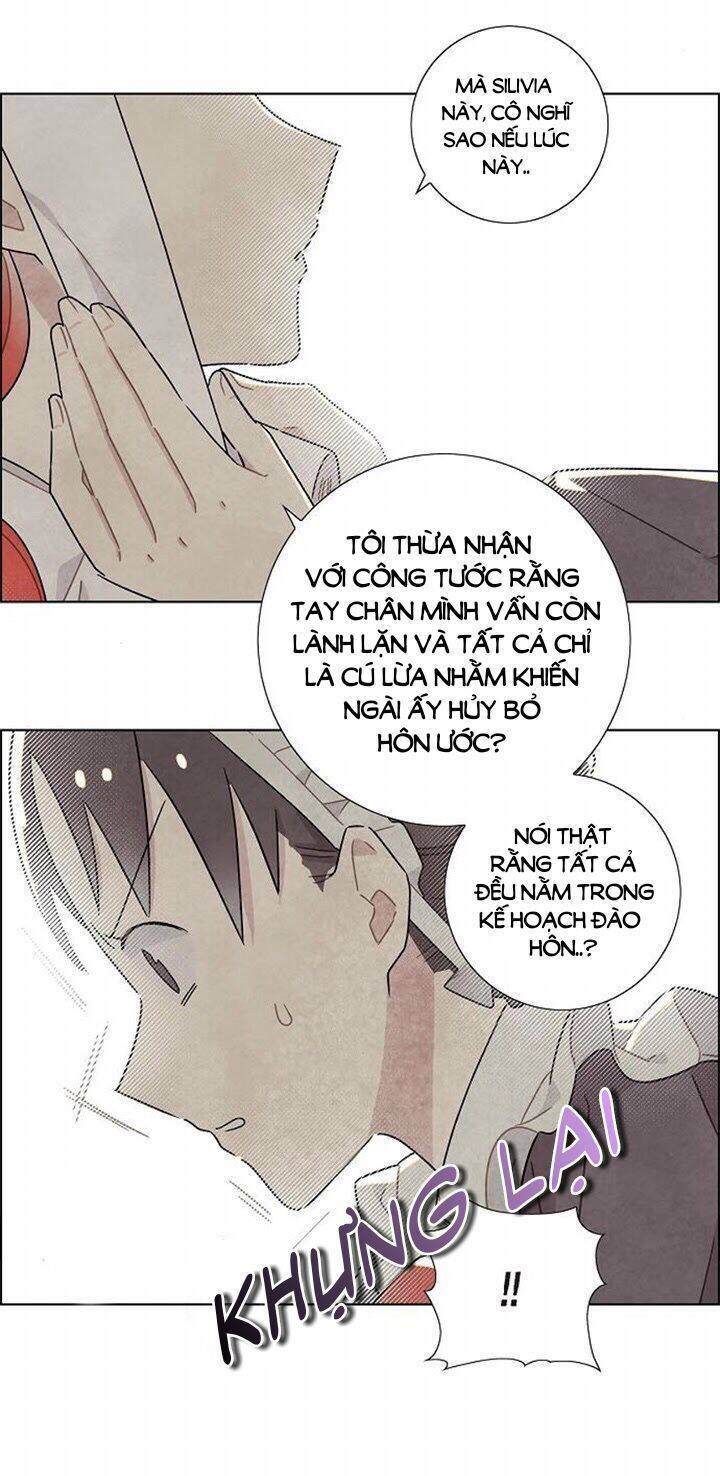 MÀ SILIVIA
NÀY, CÔ NGHĨ
SAO NẾU LÚC
NÀY..
TÔI THỪA NHẬN
VỚI CÔNG TƯỚC RẰNG
TAY CHÂN MÌNH VẪN CÒN
LÀNH LẶN VÀ TẤT CẢ CHỈ
LÀ CÚ LỪA NHẰM KHIẾN
NGÀI ẤY HỦY BỎ
HÔN ƯỚC?
NÓI THẬT
RẰNG TẤT CẢ
ĐỀU NẰM TRONG
KẾ HOẠCH ĐÀO
HÔN..?
KHỰNG LẠI
!!